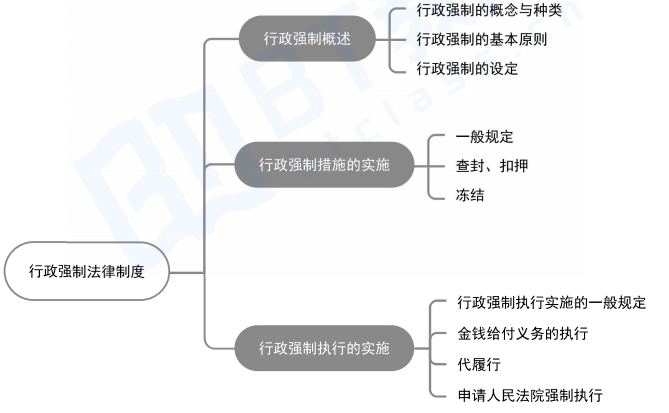 行政强制法律制度
行政强制概述
行政强制的概念与种类
行政强制的基本原则
行政强制的设定
行政强制措施的实施
一般规定
查封、扣押
冻结
行政强制执行的实施
行政强制执行实施的一般规定
金钱给付义务的执行
代履行
申请人民法院强制执行